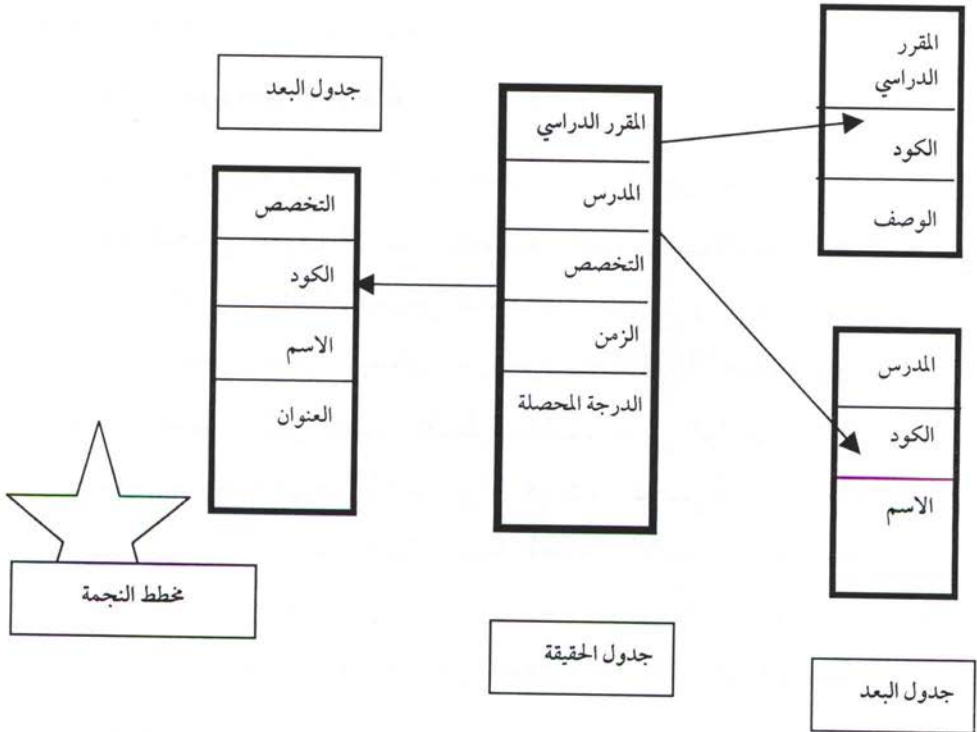 المقرر
الدراسي
الكود
الوصف
المدرس
الكود
الاسم
جدول البعد
المقرر الدراسي
المدرس
التخصص
الزمن
الدرجة المحصلة
جدول الحقيقة
جدول البعد
التخصص
الكود
الاسم
العنوان
مخطط النجمة